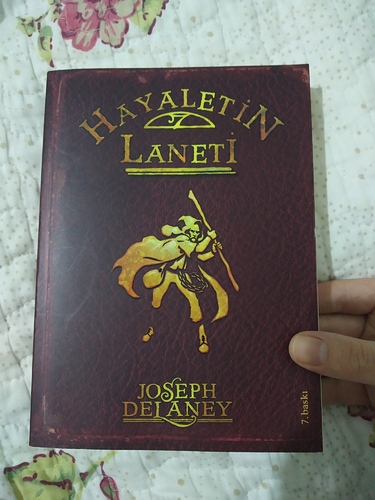 HAYALETİN
LANETİ
JOSEPH
DELANEY
7. baskı